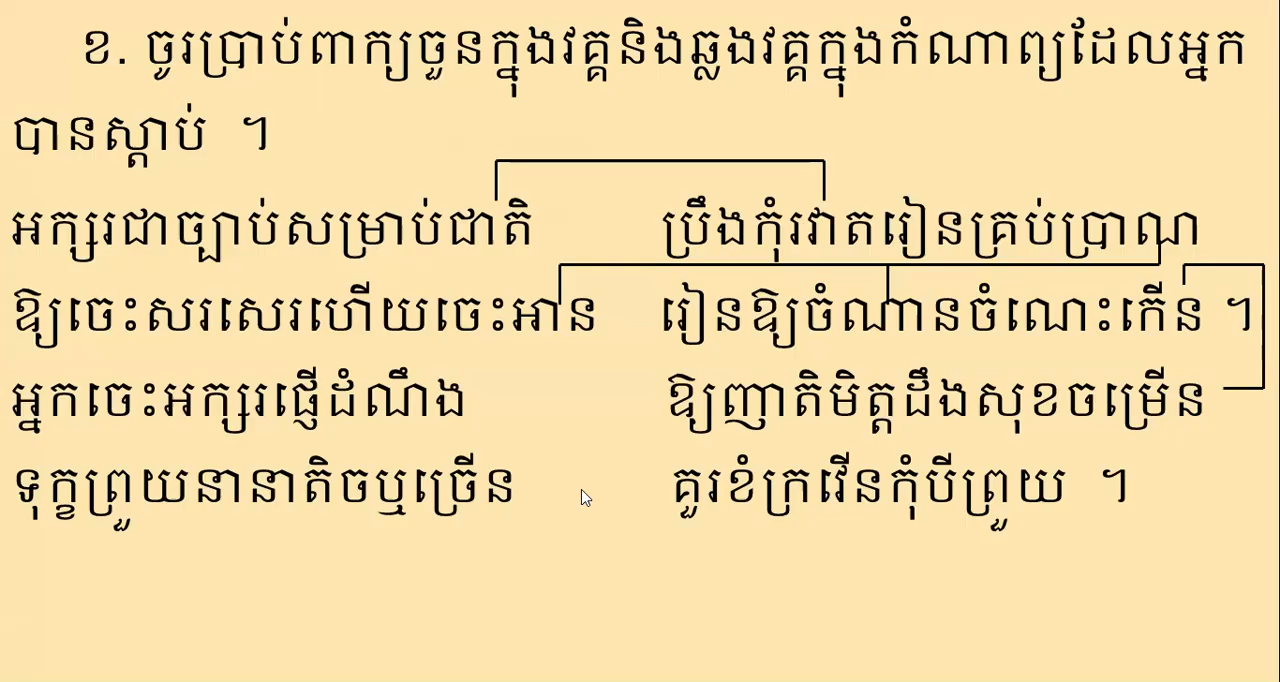 ខ. ចូរប្រាប់ពាក្យចួនក្នុងវគ្គនិងឆ្លងវគ្គក្នុងកំណាព្យដែលអ្នក
បានស្តាប់ ។
អក្សរជាច្បាប់សម្រាប់ជាតិ ប្រឹងកុំរវាតរៀនគ្រប់ប្រាណ
ឱ្យចេះសរសេរហើយចេះអាន រៀនឱ្យចំណានចំណេះកើន ។
អ្នកចេះអក្សរផ្ញើដំណឹង ឱ្យញាតិមិត្តដឹងសុខចម្រើន
ទុក្ខព្រួយនានាតិចឬច្រើន គួរខំក្រវើនកុំបីព្រួយ ។